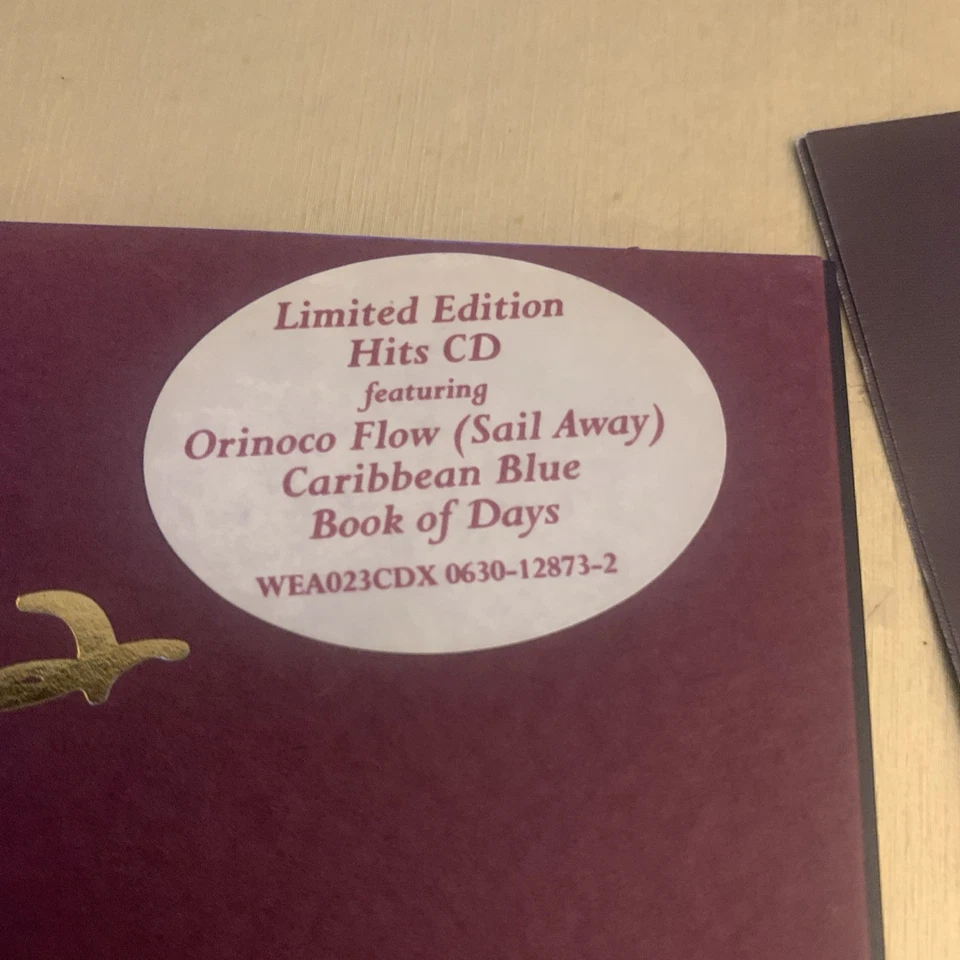 Limited Edition
Hits CD
featuring
Orinoco Flow (Sail Away)
Caribbean Blue
Book of Days
WEA023CDX 0630-12873-2